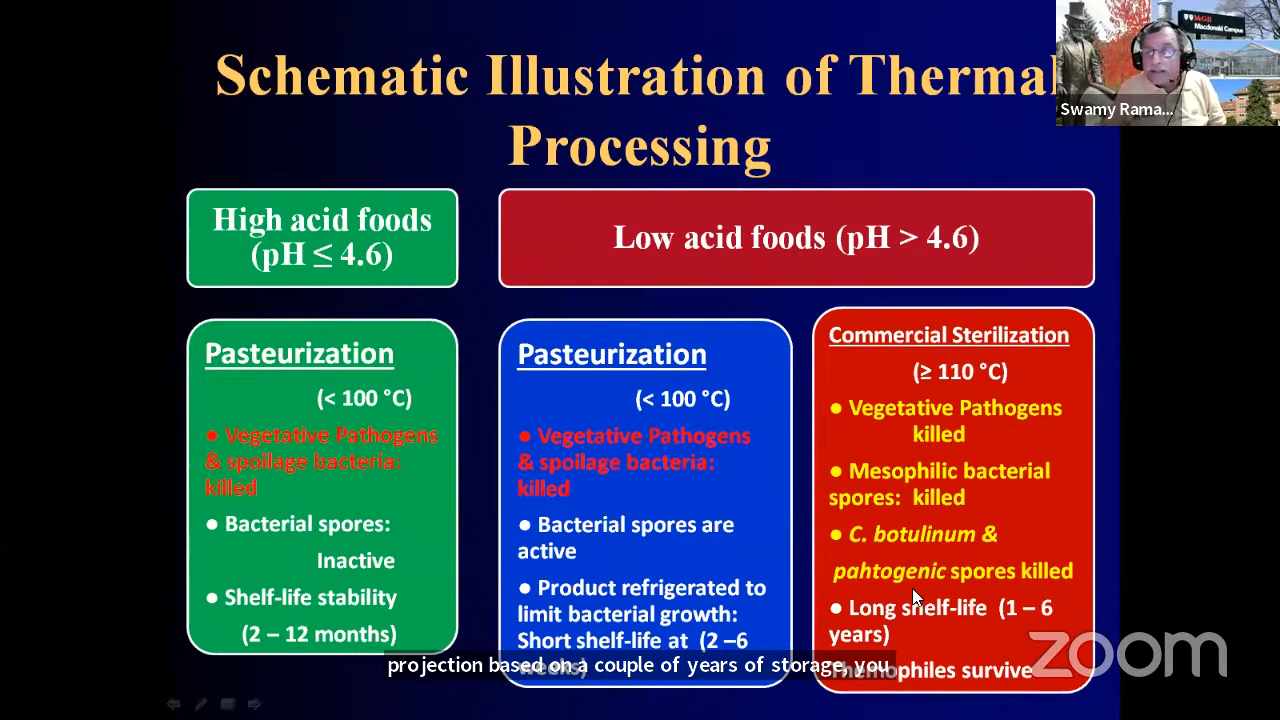 Schematic Illustration of Thermal
Processing
McGill
Macdonald Campus
Swamy Rama...
High acid foods
(pH ≤ 4.6)
Low acid foods (pH > 4.6)
Pasteurization
(< 100 °C)
● Vegetative Pathogens
& spoilage bacteria:
killed
● Bacterial spores:
Inactive
● Shelf-life stability
(2 – 12 months)
Pasteurization
(< 100 °C)
● Vegetative Pathogens
& spoilage bacteria:
killed
● Bacterial spores are
active
● Product refrigerated to
limit bacterial growth:
Short shelf-life at (2 –6
weeks)
Commercial Sterilization
(≥ 110 °C)
● Vegetative Pathogens
killed
● Mesophilic bacterial
spores: killed
● C. botulinum &
pahtogenic spores killed
● Long shelf-life (1 – 6
years)
survive
projection based on a couple of years of storage, you
zoom